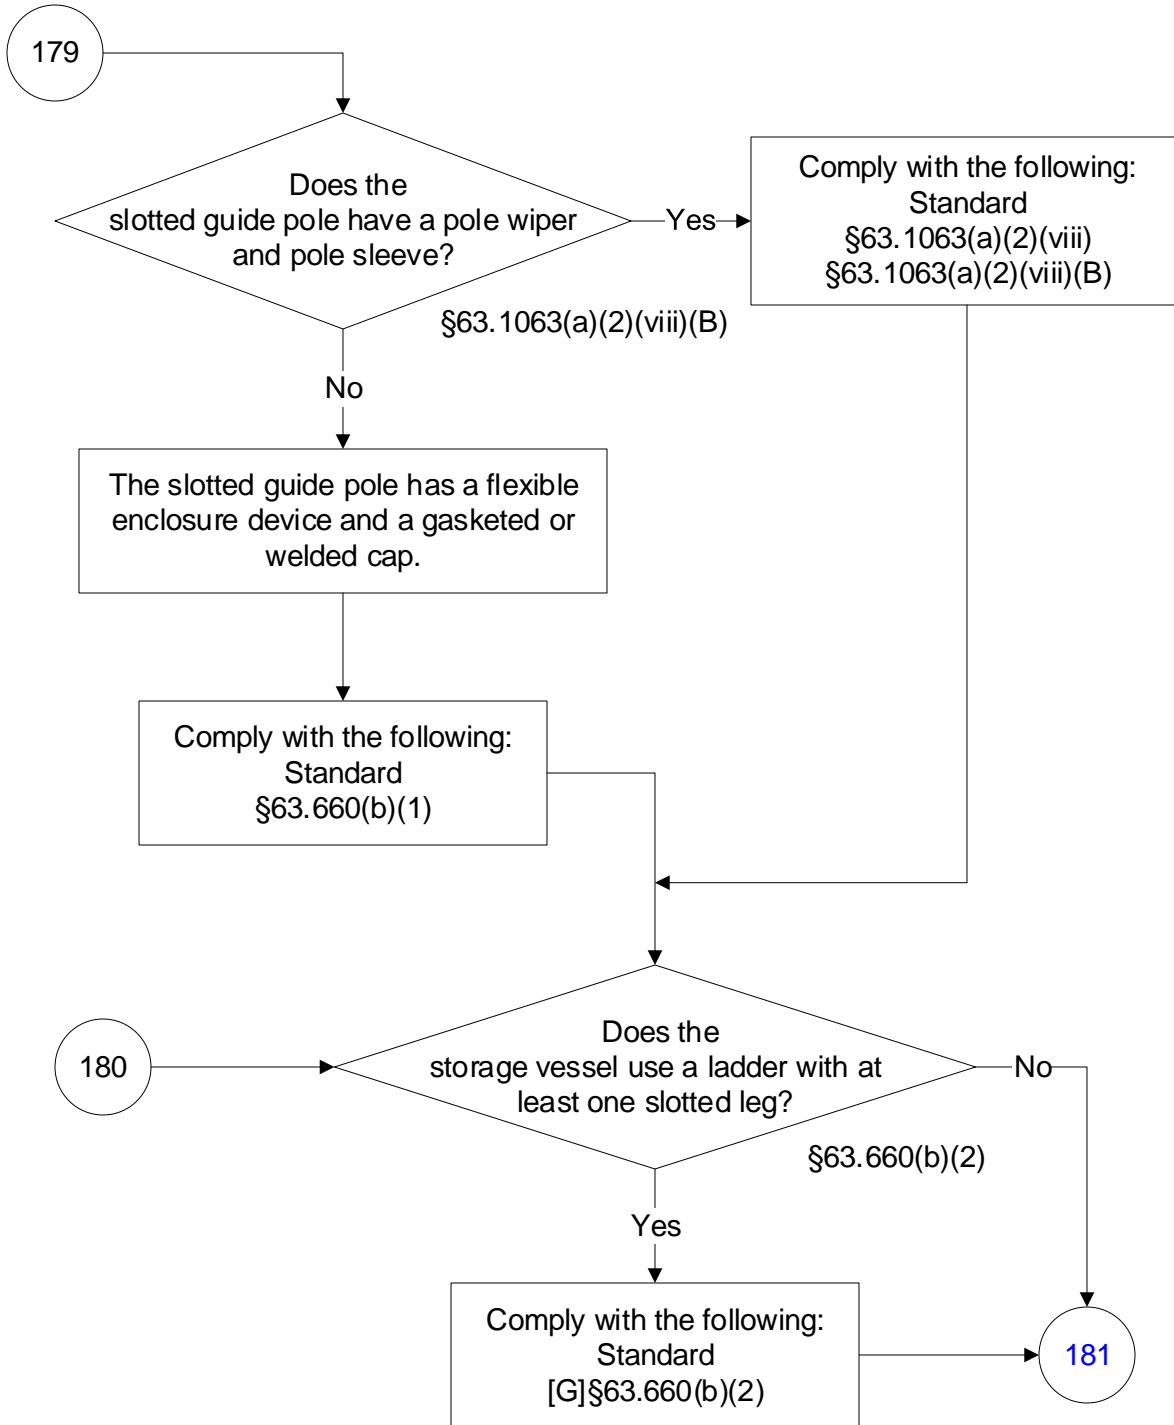 179
Does the
slotted guide pole have a pole wiper
and pole sleeve?
Yes
Comply with the following:
Standard
§63.1063(a)(2)(viii)
§63.1063(a)(2)(viii)(B)
§63.1063(a)(2)(viii)(B)
No
The slotted guide pole has a flexible
enclosure device and a gasketed or
welded cap.
Comply with the following:
Standard
§63.660(b)(1)
180
Does the
storage vessel use a ladder with at
least one slotted leg?
No
§63.660(b)(2)
Yes
Comply with the following:
Standard
[G]§63.660(b)(2)
181